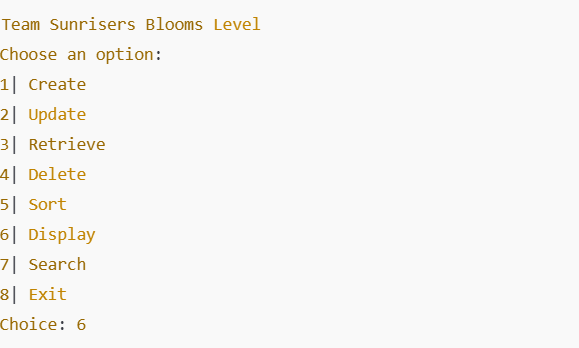 Team Sunrisers Blooms Level
Choose an option:
1| Create
2| Update
3| Retrieve
4| Delete
5| Sort
6| Display
7| Search
8| Exit
Choice: 6